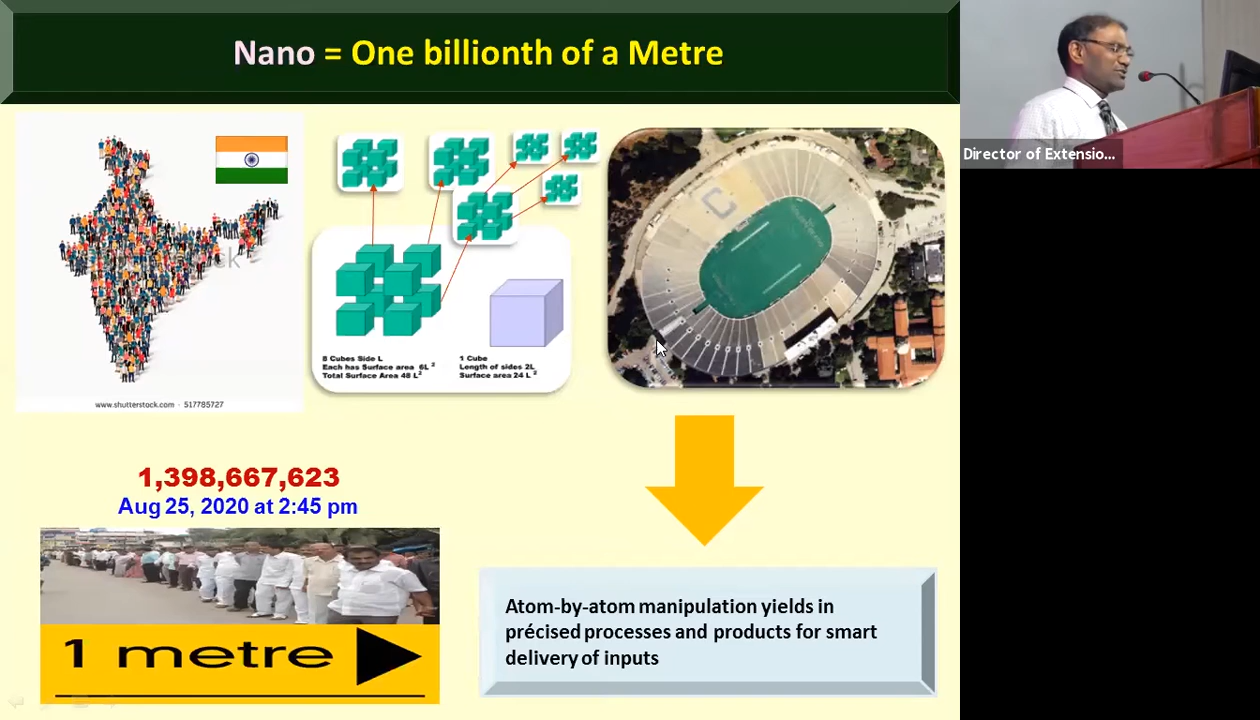 Nano = One billionth of a Metre
Director of Extensio...
8 Cubes Side L
Each has Surface area 6L 2
Total Surface Area 48 L2
1 Cube
Length of sides 2L
Surface area 24 L 2
C
www.shutterstock.com · 517785727
1,398,667,623
Aug 25, 2020 at 2:45 pm
1 metre
Atom-by-atom manipulation yields in
précised processes and products for smart
delivery of inputs